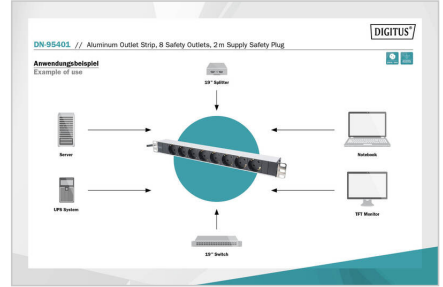 DIGITUS®
DN-95401 // Aluminum Outlet Strip, 8 Safety Outlets, 2 m Supply Safety Plug
Anwendungsbeispiel
Example of use
19" Splitter
Server
Notebook
UPS System
TFT Monitor
19" Switch